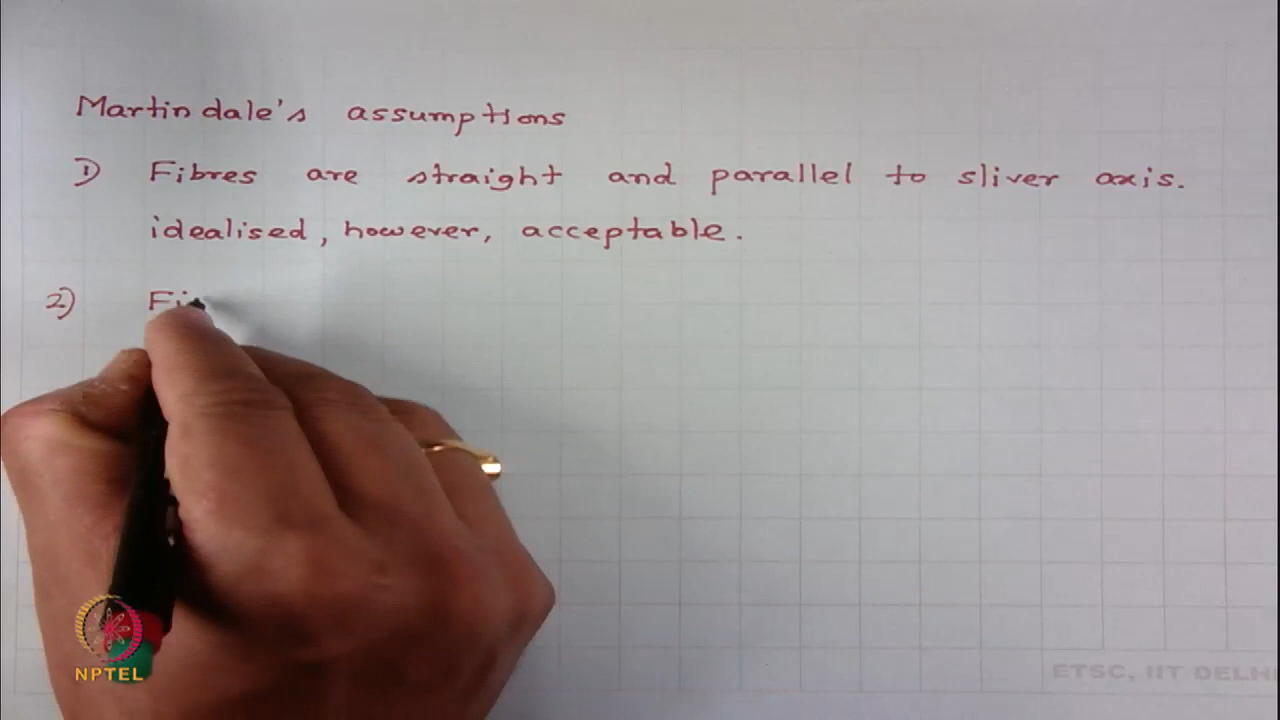 Martindale's assumptions
1) Fibres are straight and parallel to sliver axis.
idealised, however, acceptable.
2) Fi
NPTEL
ETSC, IIT DELHI